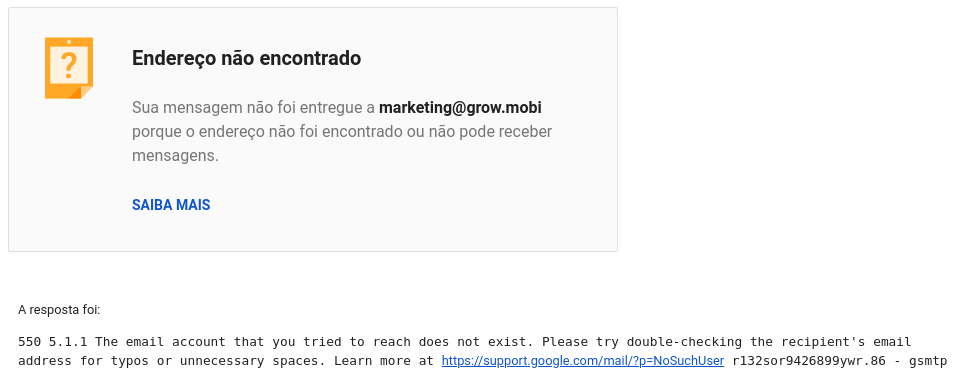 Endereço não encontrado
Sua mensagem não foi entregue a marketing@grow.mobi
porque o endereço não foi encontrado ou não pode receber
mensagens.
SAIBA MAIS
A resposta foi:
550 5.1.1 The email account that you tried to reach does not exist. Please try double-checking the recipient's email
address for typos or unnecessary spaces. Learn more at https://support.google.com/mail/?p=NoSuchUser r132sor9426899ywr.86 - gsmtp